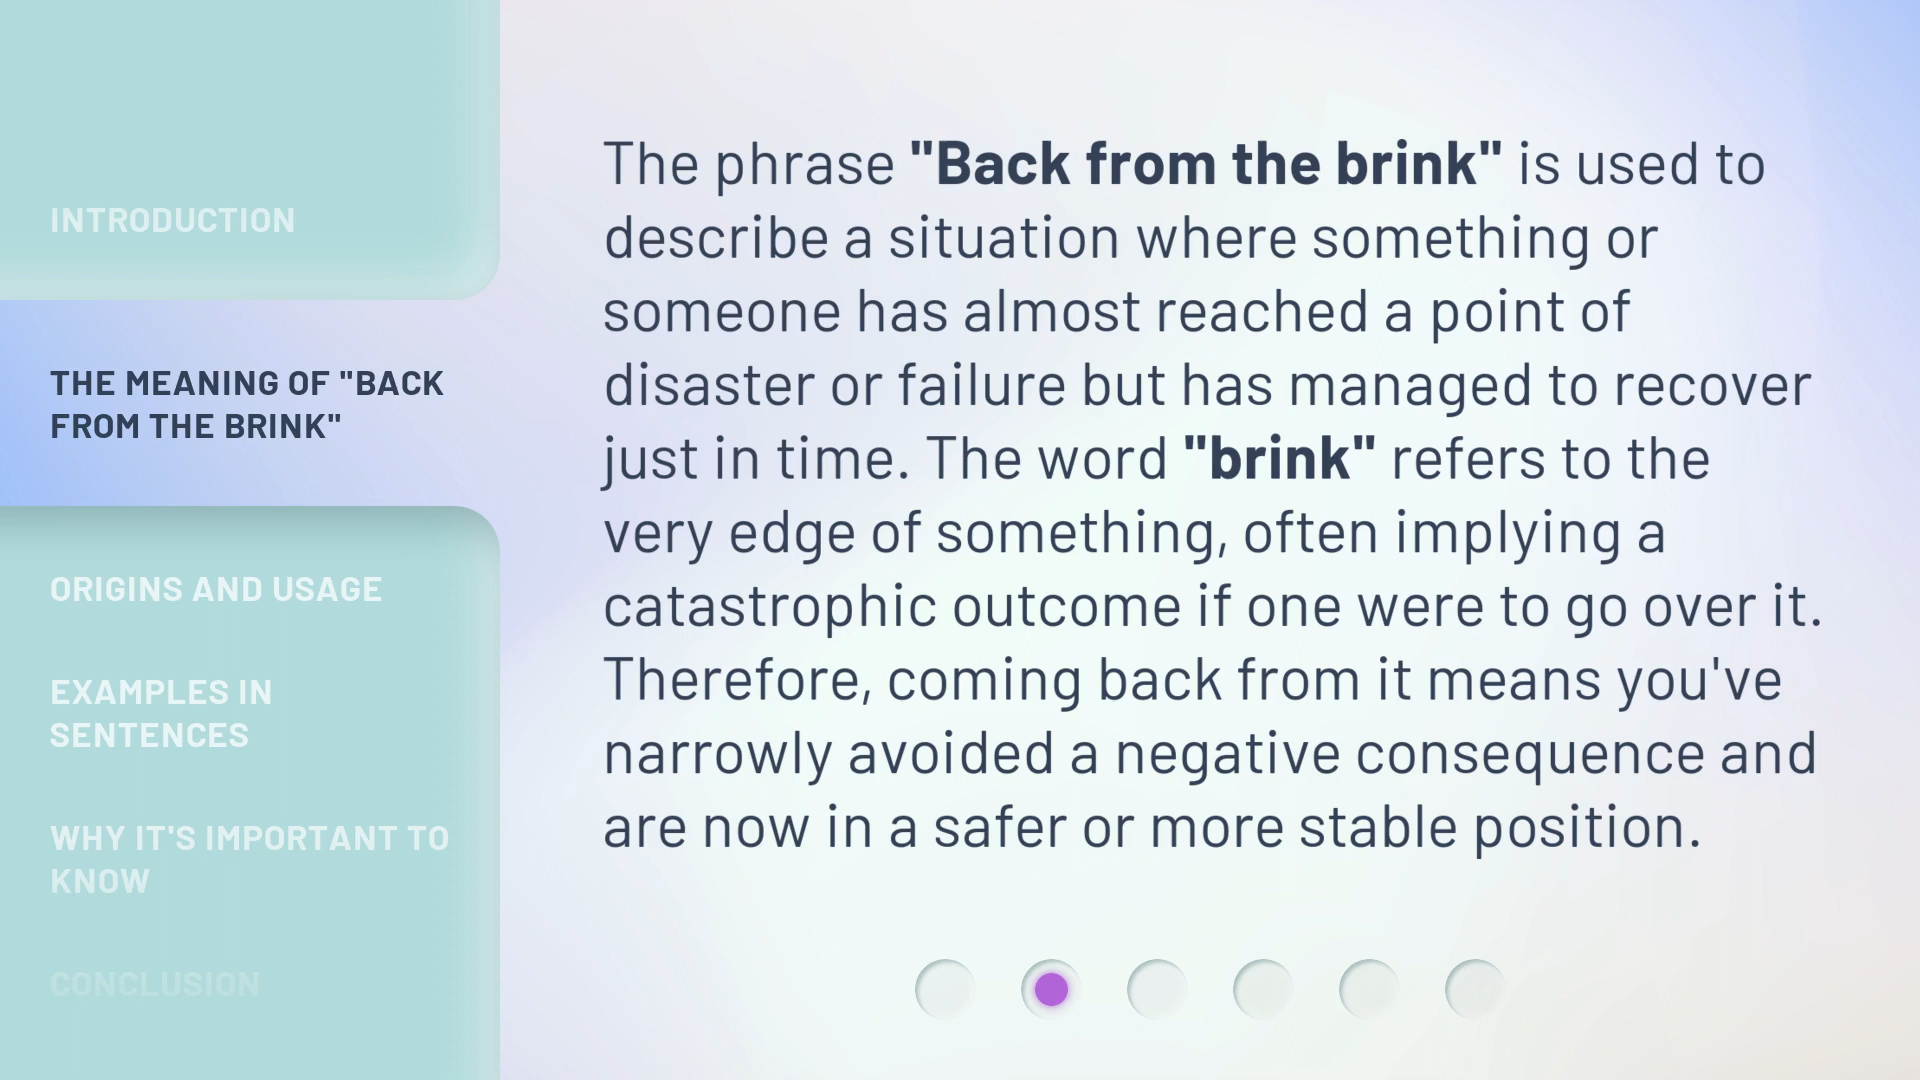 INTRODUCTION
THE MEANING OF "BACK
FROM THE BRINK"
ORIGINS AND USAGE
EXAMPLES IN
SENTENCES
WHY IT'S IMPORTANT TO
KNOW
CONCLUSION
The phrase "Back from the brink" is used to
describe a situation where something or
someone has almost reached a point of
disaster or failure but has managed to recover
just in time. The word "brink" refers to the
very edge of something, often implying a
catastrophic outcome if one were to go over it.
Therefore, coming back from it means you've
narrowly avoided a negative consequence and
are now in a safer or more stable position.